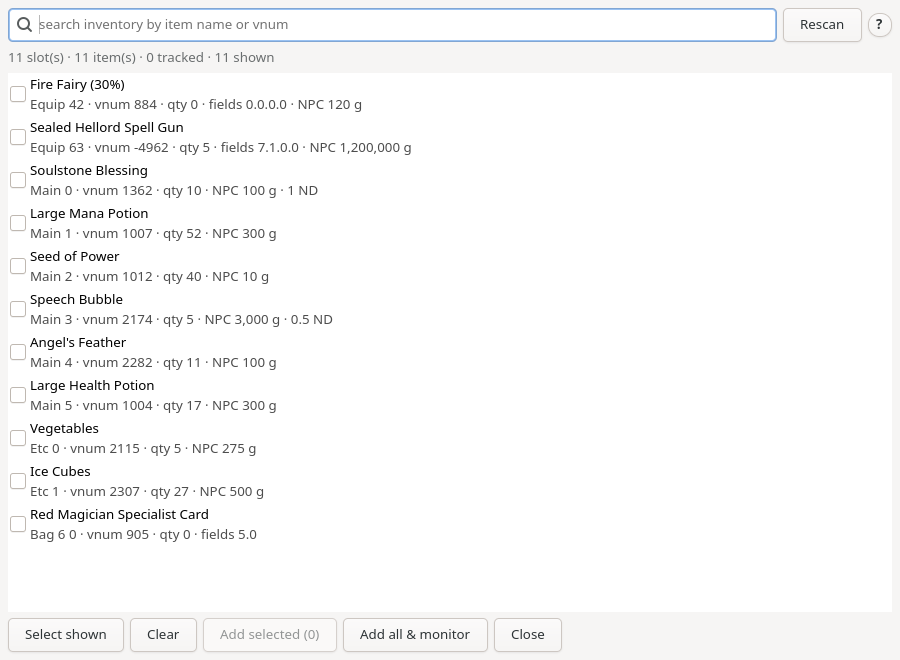 search inventory by item name or vnum
Rescan
?
11 slot(s) · 11 item(s) · 0 tracked · 11 shown
Fire Fairy (30%)
Equip 42 · vnum 884 · qty 0 · fields 0.0.0.0 · NPC 120 g
Sealed Hellord Spell Gun
Equip 63 · vnum -4962 · qty 5 · fields 7.1.0.0 · NPC 1,200,000 g
Soulstone Blessing
Main 0 · vnum 1362 · qty 10 · NPC 100 g · 1 ND
Large Mana Potion
Main 1 · vnum 1007 · qty 52 · NPC 300 g
Seed of Power
Main 2 · vnum 1012 · qty 40 · NPC 10 g
Speech Bubble
Main 3 · vnum 2174 · qty 5 · NPC 3,000 g · 0.5 ND
Angel's Feather
Main 4 · vnum 2282 · qty 11 · NPC 100 g
Large Health Potion
Main 5 · vnum 1004 · qty 17 · NPC 300 g
Vegetables
Etc 0 · vnum 2115 · qty 5 · NPC 275 g
Ice Cubes
Etc 1 · vnum 2307 · qty 27 · NPC 500 g
Red Magician Specialist Card
Bag 6 0 · vnum 905 · qty 0 · fields 5.0
Select shown
Clear
Add selected (0)
Add all & monitor
Close